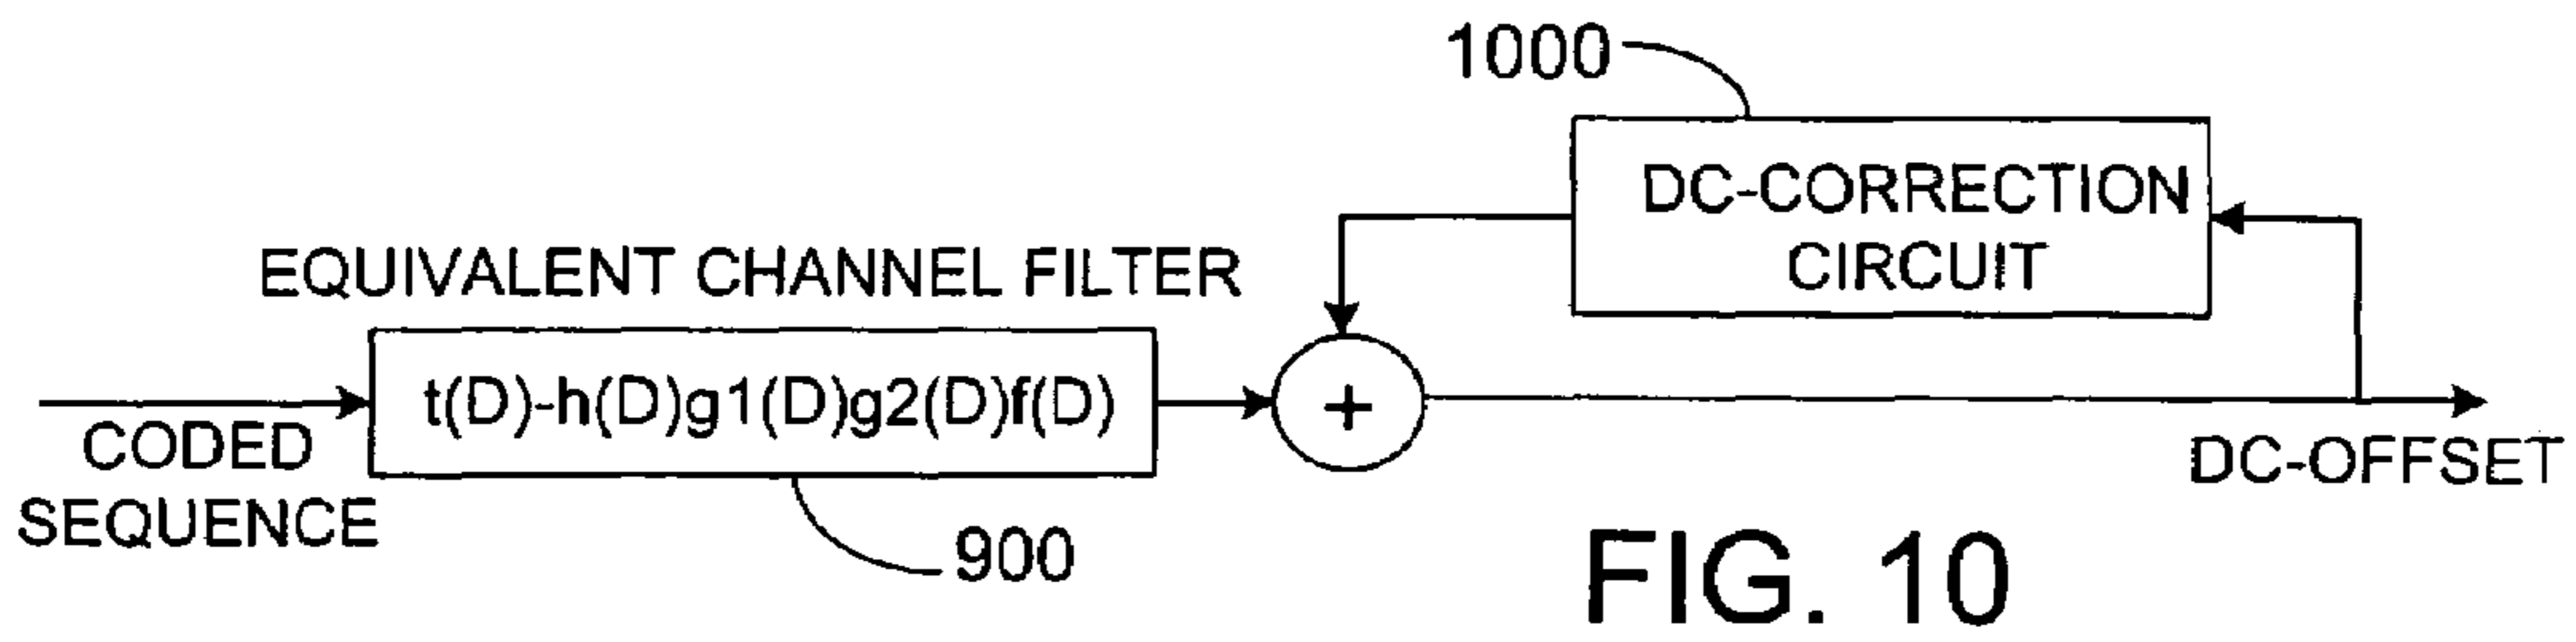 1000
DC-CORRECTION
CIRCUIT
EQUIVALENT CHANNEL FILTER
t(D)-h(D)g1(D)g2(D)f(D)
+
CODED
SEQUENCE
DC-OFFSET
900
FIG. 10